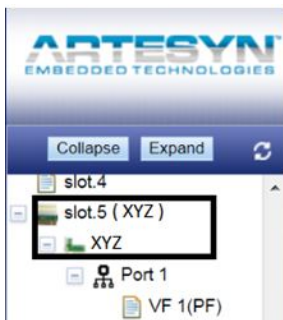 ARTESYN
EMBEDDED TECHNOLOGIES
Collapse Expand
slot.4
slot.5 ( XYZ )
XYZ
Port 1
VF 1(PF)